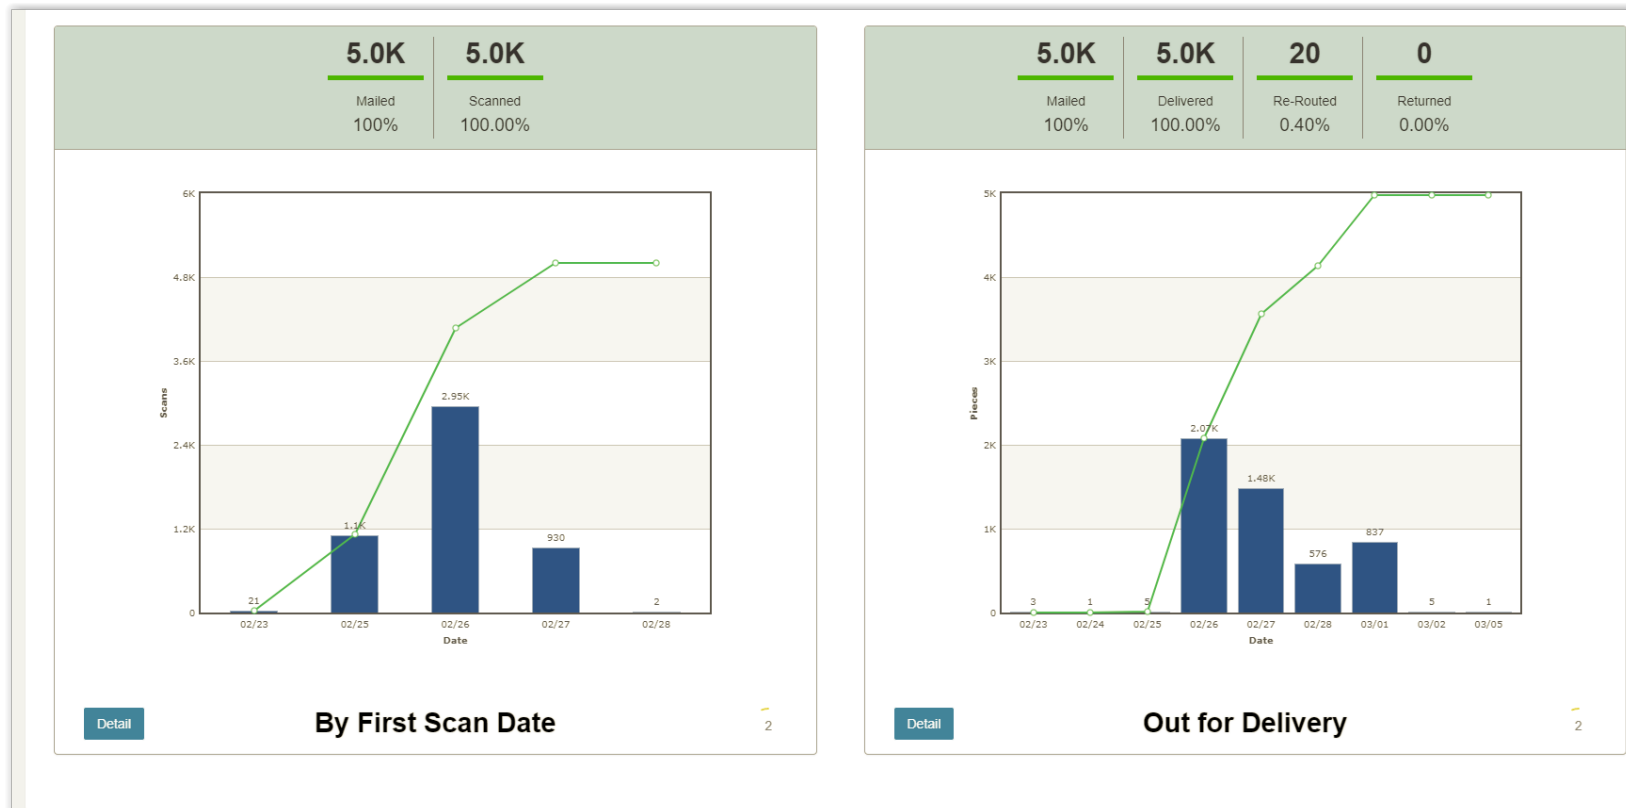 5.0K 5.0K
Mailed Scanned
100% 100.00%
6K
4.8K
3.6K
2.4K
1.2K
0
Scans
21
1.1K
2.95K
930
2
02/23 02/25 02/26 02/27 02/28
Date
Detail
By First Scan Date
2
5.0K 5.0K 20 0
Mailed Delivered Re-Routed Returned
100% 100.00% 0.40% 0.00%
5K
4K
3K
2K
1K
0
Pieces
3
1
5
2.07K
1.48K
576
837
5
1
02/23 02/24 02/25 02/26 02/27 02/28 03/01 03/02 03/05
Date
Detail
Out for Delivery
2